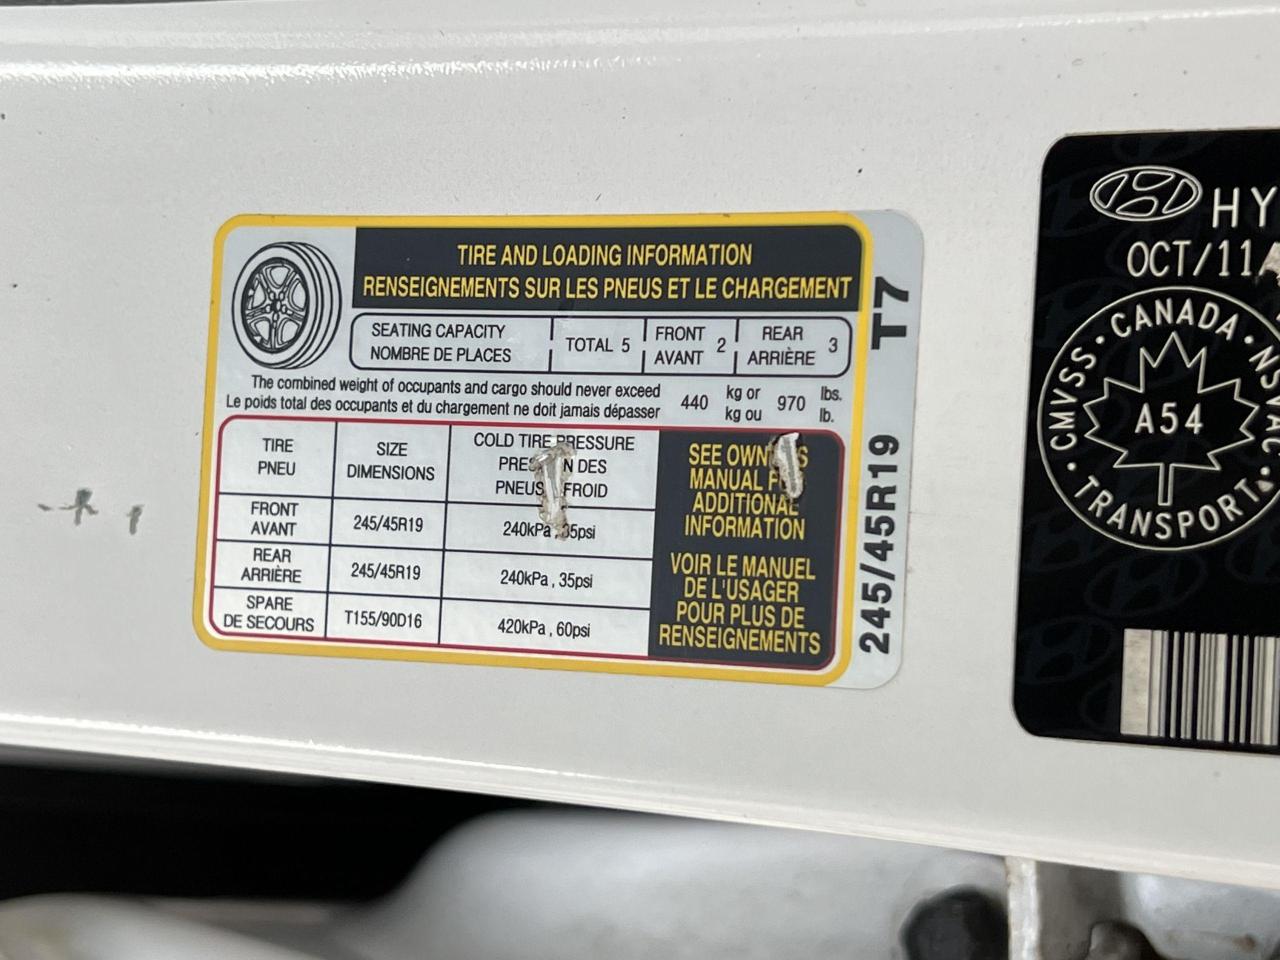 TIRE AND LOADING INFORMATION
RENSEIGNEMENTS SUR LES PNEUS ET LE CHARGEMENT
SEATING CAPACITY
NOMBRE DE PLACES
TOTAL 5
FRONT
AVANT
2
REAR
ARRIÈRE
3
The combined weight of occupants and cargo should never exceed
Le poids total des occupants et du chargement ne doit jamais dépasser
440
kg or
kg ou
970
lbs.
lb.
TIRE
PNEU
SIZE
DIMENSIONS
COLD TIRE PRESSURE
DES
PNEUS FROID
FRONT
AVANT
245/45R19
240kPa, 35psi
REAR
ARRIÈRE
245/45R19
240kPa , 35psi
SPARE
DE SECOURS
T155/90D16
420kPa , 60psi
SEE
MANUAL
ADDITIONAL
INFORMATION
VOIR LE MANUEL
DE L'USAGER
POUR PLUS DE
RENSEIGNEMENTS
245/45R19 T7
HY
OCT/11
CMVSS · CANADA · NSVAC · TRANSPORT ·
A54